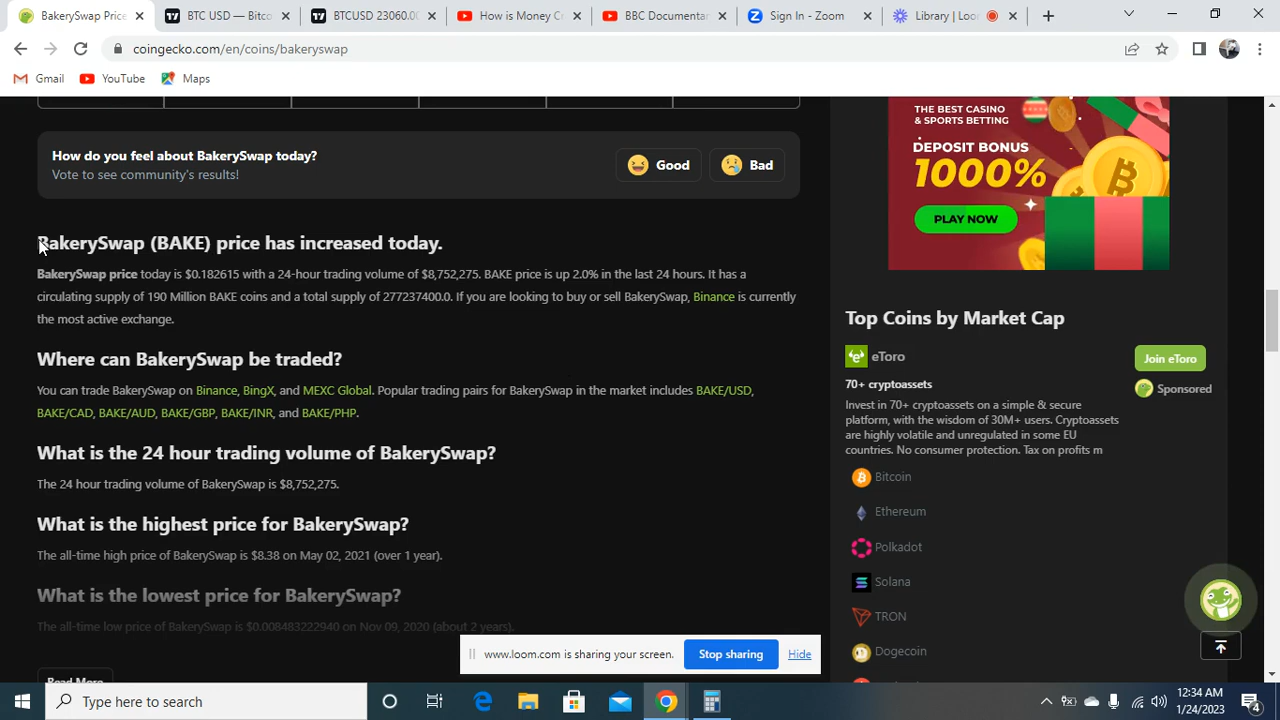 BakerySwap Price
BTC USD — Bitco
BTCUSD 23060.00
How is Money Cr
BBC Documentar
Sign In - Zoom
Library | Loo
coingecko.com/en/coins/bakeryswap
Gmail
YouTube
Maps
How do you feel about BakerySwap today?
Vote to see community's results!
Good
Bad
BakerySwap (BAKE) price has increased today.
BakerySwap price today is $0.182615 with a 24-hour trading volume of $8,752,275. BAKE price is up 2.0% in the last 24 hours. It has a
circulating supply of 190 Million BAKE coins and a total supply of 277237400.0. If you are looking to buy or sell BakerySwap, Binance is currently
the most active exchange.
Where can BakerySwap be traded?
You can trade BakerySwap on Binance, BingX, and MEXC Global. Popular trading pairs for BakerySwap in the market includes BAKE/USD,
BAKE/CAD, BAKE/AUD, BAKE/GBP, BAKE/INR, and BAKE/PHP.
What is the 24 hour trading volume of BakerySwap?
The 24 hour trading volume of BakerySwap is $8,752,275.
What is the highest price for BakerySwap?
The all-time high price of BakerySwap is $8.38 on May 02, 2021 (over 1 year).
What is the lowest price for BakerySwap?
The all-time low price of BakerySwap is $0.008483222940 on Nov 09, 2020 (about 2 years).
Read More
THE BEST CASINO
& SPORTS BETTING
DEPOSIT BONUS
1000%
PLAY NOW
Top Coins by Market Cap
eToro
Join eToro
70+ cryptoassets
Sponsored
Invest in 70+ cryptoassets on a simple & secure
platform, with the wisdom of 30M+ users. Cryptoassets
are highly volatile and unregulated in some EU
countries. No consumer protection. Tax on profits m
Bitcoin
Ethereum
Polkadot
Solana
TRON
Dogecoin
www.loom.com is sharing your screen.
Stop sharing
Hide
Type here to search
12:34 AM
1/24/2023
4